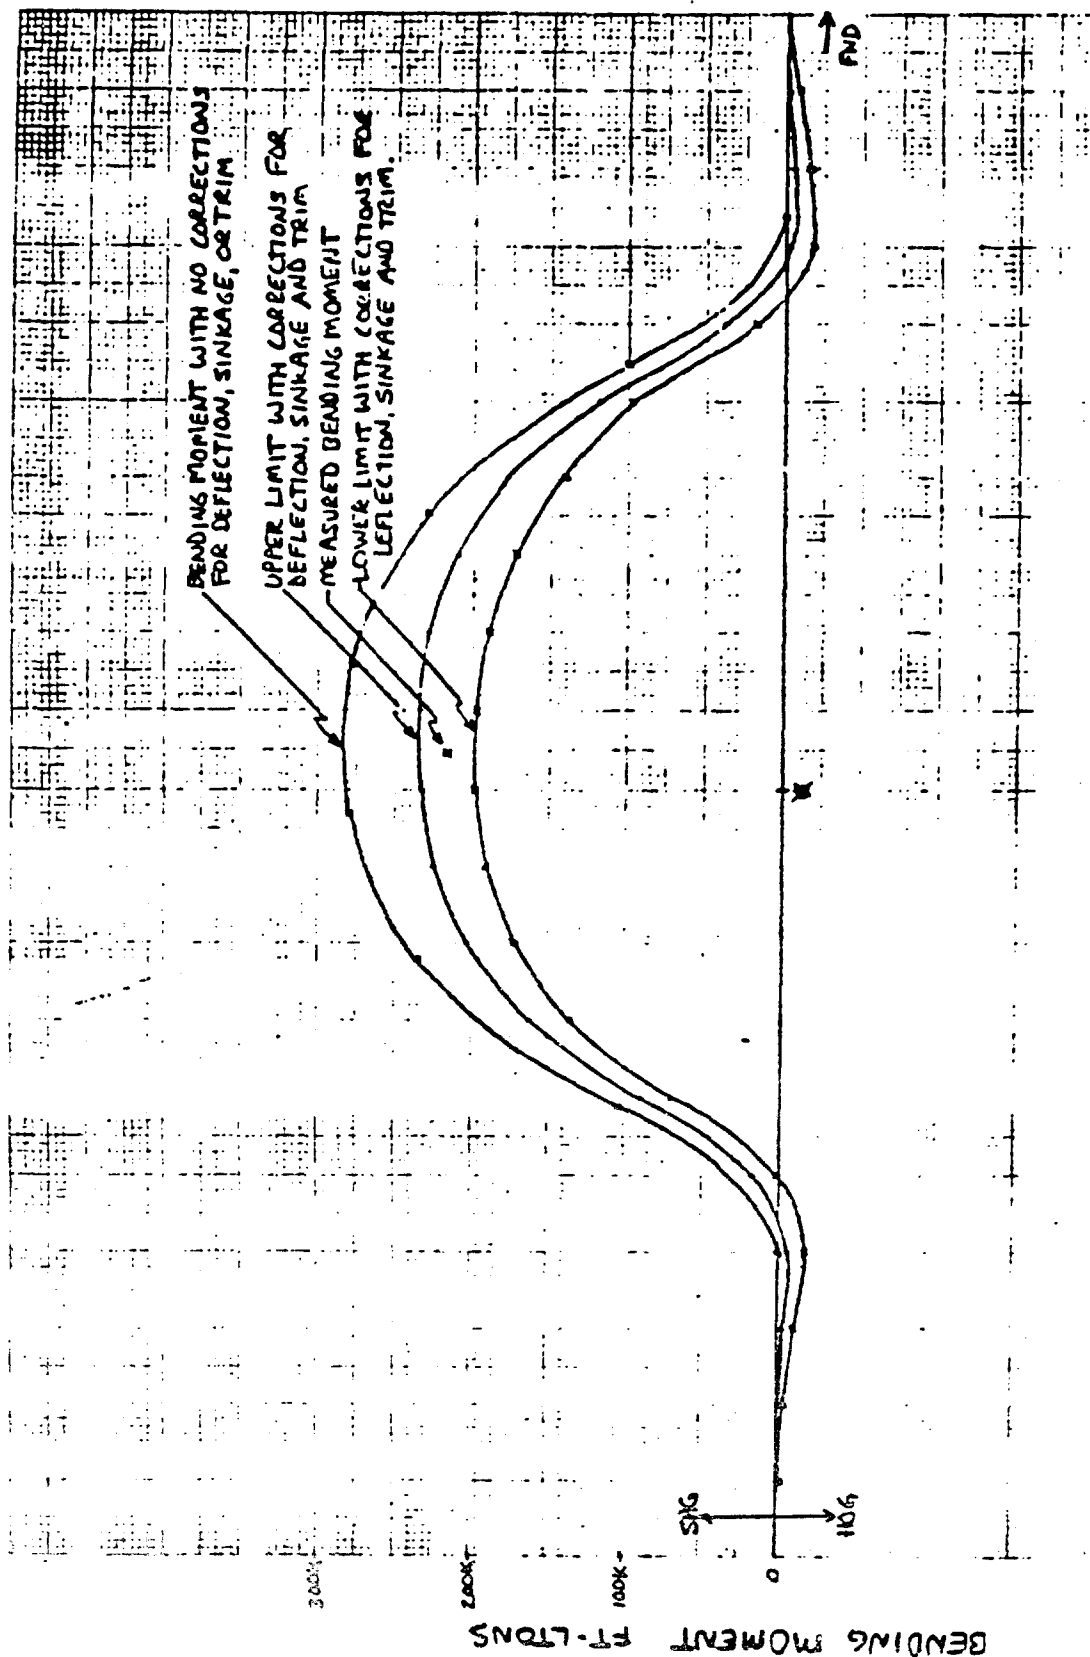 BENDING MOMENT WITH NO CORRECTIONS
FOR DEFLECTION, SINKAGE, OR TRIM
UPPER LIMIT WITH CORRECTIONS FOR
DEFLECTION, SINKAGE AND TRIM
MEASURED BENDING MOMENT
LOWER LIMIT WITH CORRECTIONS FOR
DEFLECTION, SINKAGE AND TRIM.
FWD
SAG
HOG
300K
200K
100K
0
BENDING MOMENT FT-LTONS